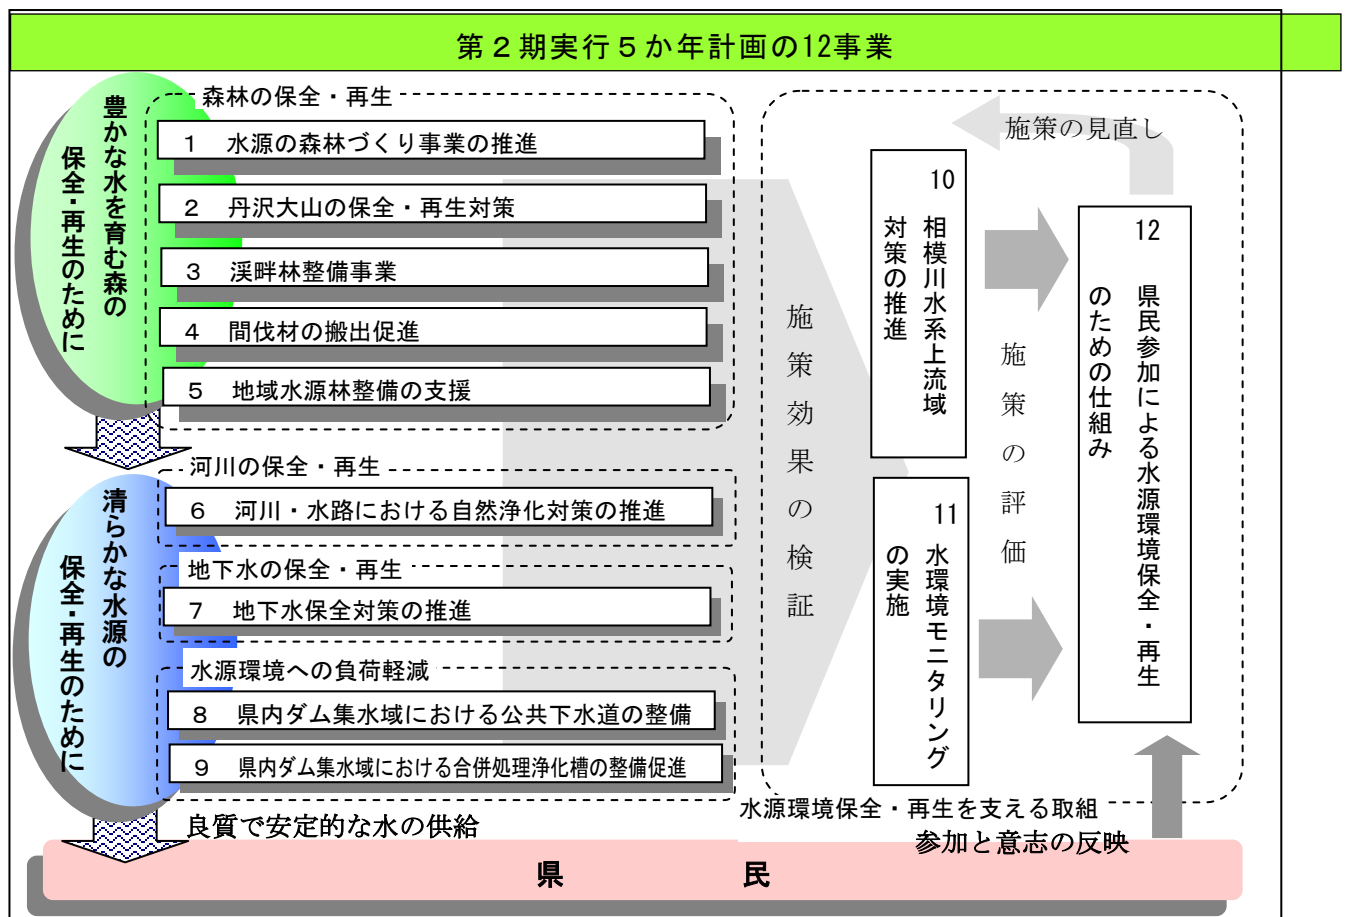 第２期実行５か年計画の12事業
豊かな水を育む森の
保全・再生のために
森林の保全・再生
１　水源の森林づくり事業の推進
２　丹沢大山の保全・再生対策
３　渓畔林整備事業
４　間伐材の搬出促進
５　地域水源林整備の支援
清らかな水源の
保全・再生のために
河川の保全・再生
６　河川・水路における自然浄化対策の推進
地下水の保全・再生
７　地下水保全対策の推進
水源環境への負荷軽減
８　県内ダム集水域における公共下水道の整備
９　県内ダム集水域における合併処理浄化槽の整備促進
施策効果の検証
10　相模川水系上流域
対策の推進
11　水環境モニタリング
の実施
施策の評価
施策の見直し
12　県民参加による水源環境保全・再生
のための仕組み
水源環境保全・再生を支える取組
良質で安定的な水の供給
参加と意志の反映
県　民